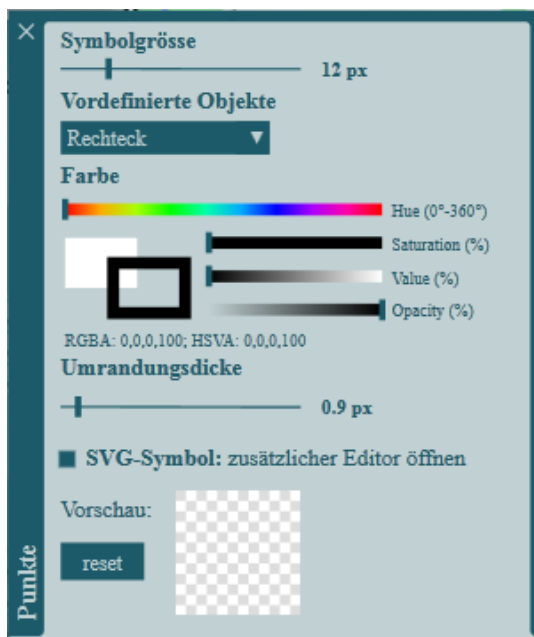 Symbolgrösse
12 px
Vordefinierte Objekte
Rechteck
Farbe
Hue (0°-360°)
Saturation (%)
Value (%)
Opacity (%)
RGBA: 0,0,0,100; HSVA: 0,0,0,100
Umrandungsdicke
0.9 px
SVG-Symbol: zusätzlicher Editor öffnen
Vorschau:
reset
Punkte